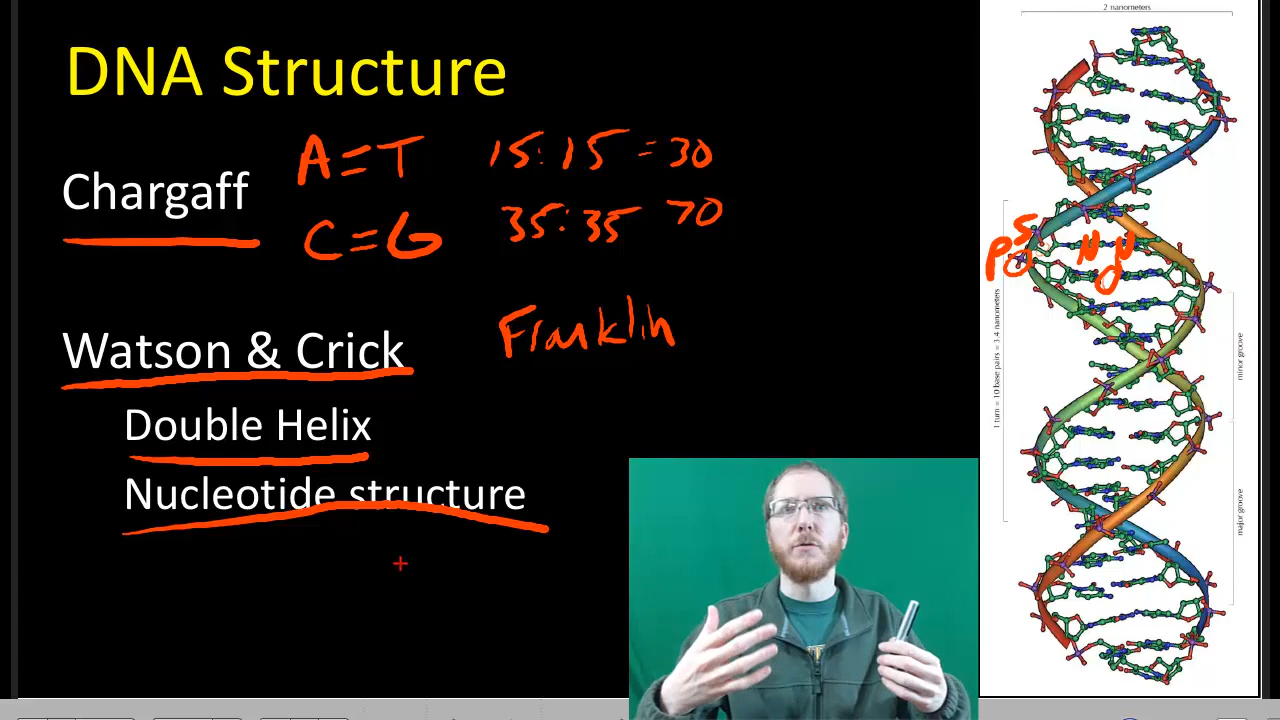 DNA Structure
Chargaff
A=T 15:15=30
C=G 35:35 70
Watson & Crick
Franklin
Double Helix
Nucleotide structure
2 nanometers
P S N N
1 turn = 10 base pairs = 3.4 nanometers
minor groove
major groove